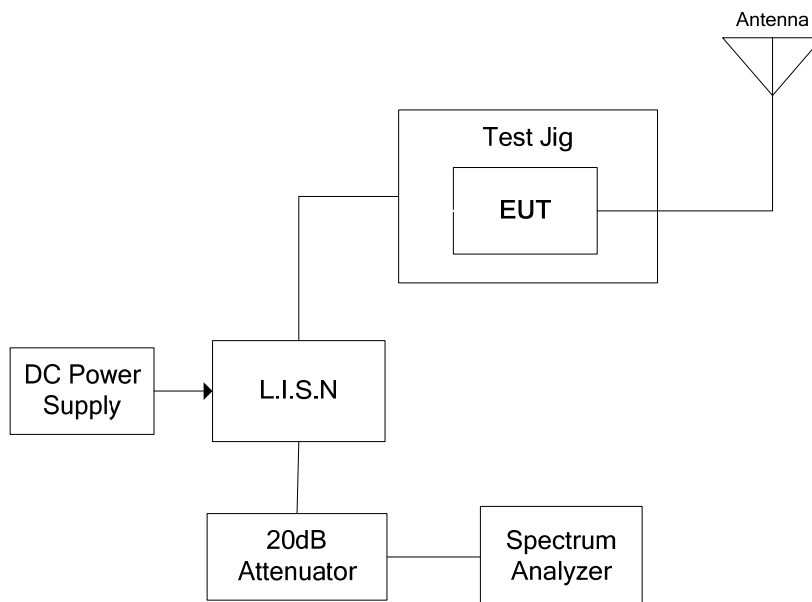 Antenna
Test Jig
EUT
DC Power
Supply
L.I.S.N
20dB
Attenuator
Spectrum
Analyzer